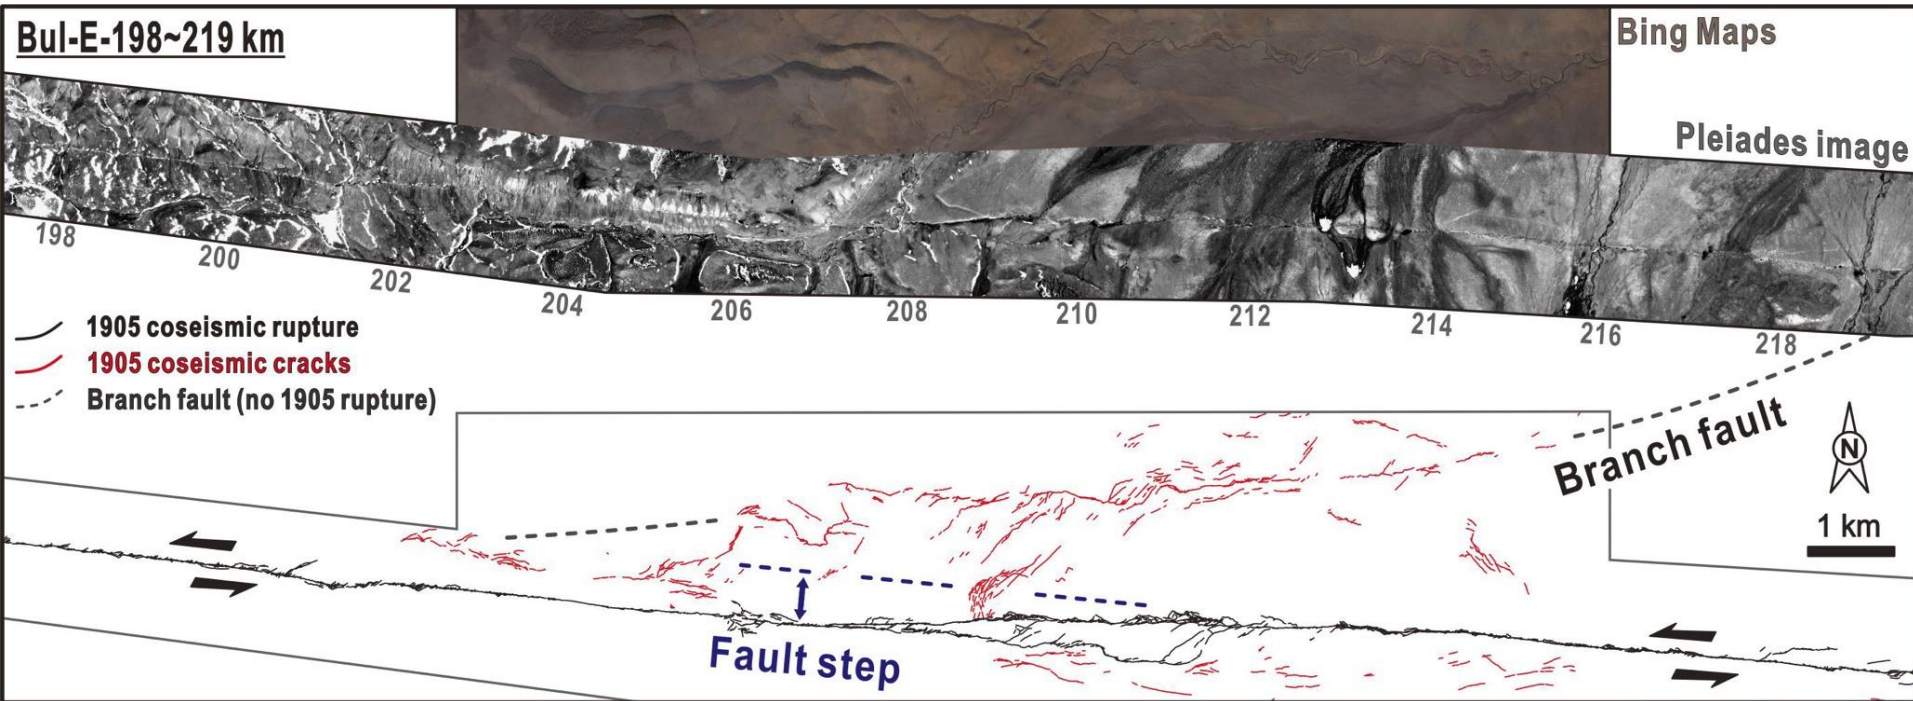 Bul-E-198~219 km
Bing Maps
Pleiades image
198
200
202
204
206
208
210
212
214
216
218
1905 coseismic rupture
1905 coseismic cracks
Branch fault (no 1905 rupture)
Branch fault
N
1 km
Fault step